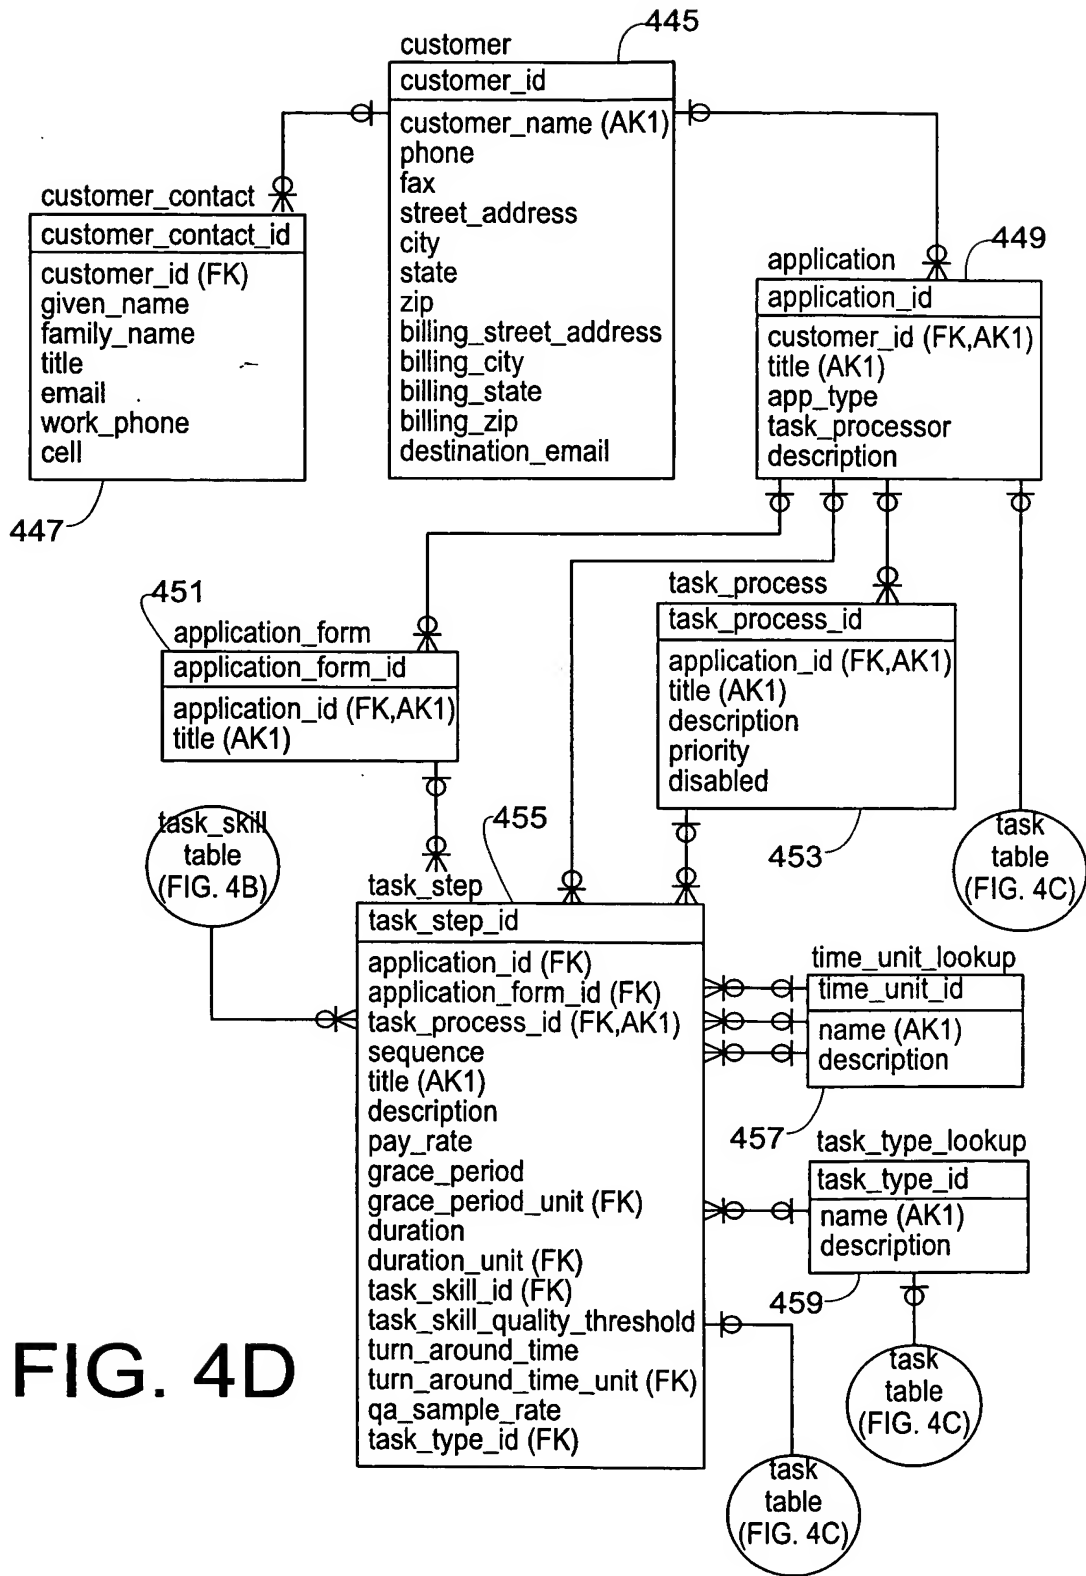 customer
445
customer_id
customer_name (AK1)
phone
fax
street_address
city
state
zip
billing_street_address
billing_city
billing_state
billing_zip
destination_email
customer_contact
customer_contact_id
customer_id (FK)
given_name
family_name
title
email
work_phone
cell
447
application
449
application_id
customer_id (FK,AK1)
title (AK1)
app_type
task_processor
description
451
application_form
application_form_id
application_id (FK,AK1)
title (AK1)
task_process
task_process_id
application_id (FK,AK1)
title (AK1)
description
priority
disabled
453
task
table
(FIG. 4C)
task_skill
table
(FIG. 4B)
455
task_step
task_step_id
application_id (FK)
application_form_id (FK)
task_process_id (FK,AK1)
sequence
title (AK1)
description
pay_rate
grace_period
grace_period_unit (FK)
duration
duration_unit (FK)
task_skill_id (FK)
task_skill_quality_threshold
turn_around_time
turn_around_time_unit (FK)
qa_sample_rate
task_type_id (FK)
time_unit_lookup
time_unit_id
name (AK1)
description
457
task_type_lookup
task_type_id
name (AK1)
description
459
task
table
(FIG. 4C)
task
table
(FIG. 4C)
FIG. 4D